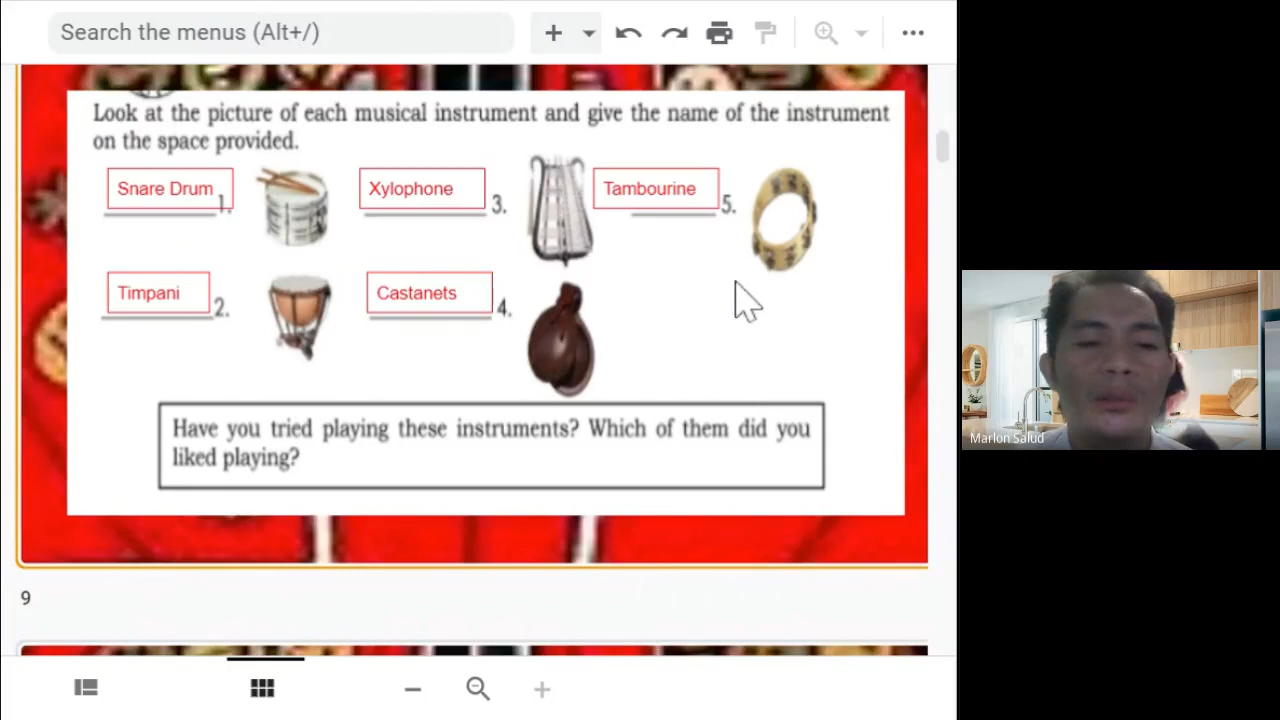 Search the menus (Alt+/)
Look at the picture of each musical instrument and give the name of the instrument
on the space provided.
Snare Drum 1.
Xylophone 3.
Tambourine 5.
Timpani 2.
Castanets 4.
Have you tried playing these instruments? Which of them did you
liked playing?
9
Marlon Salud